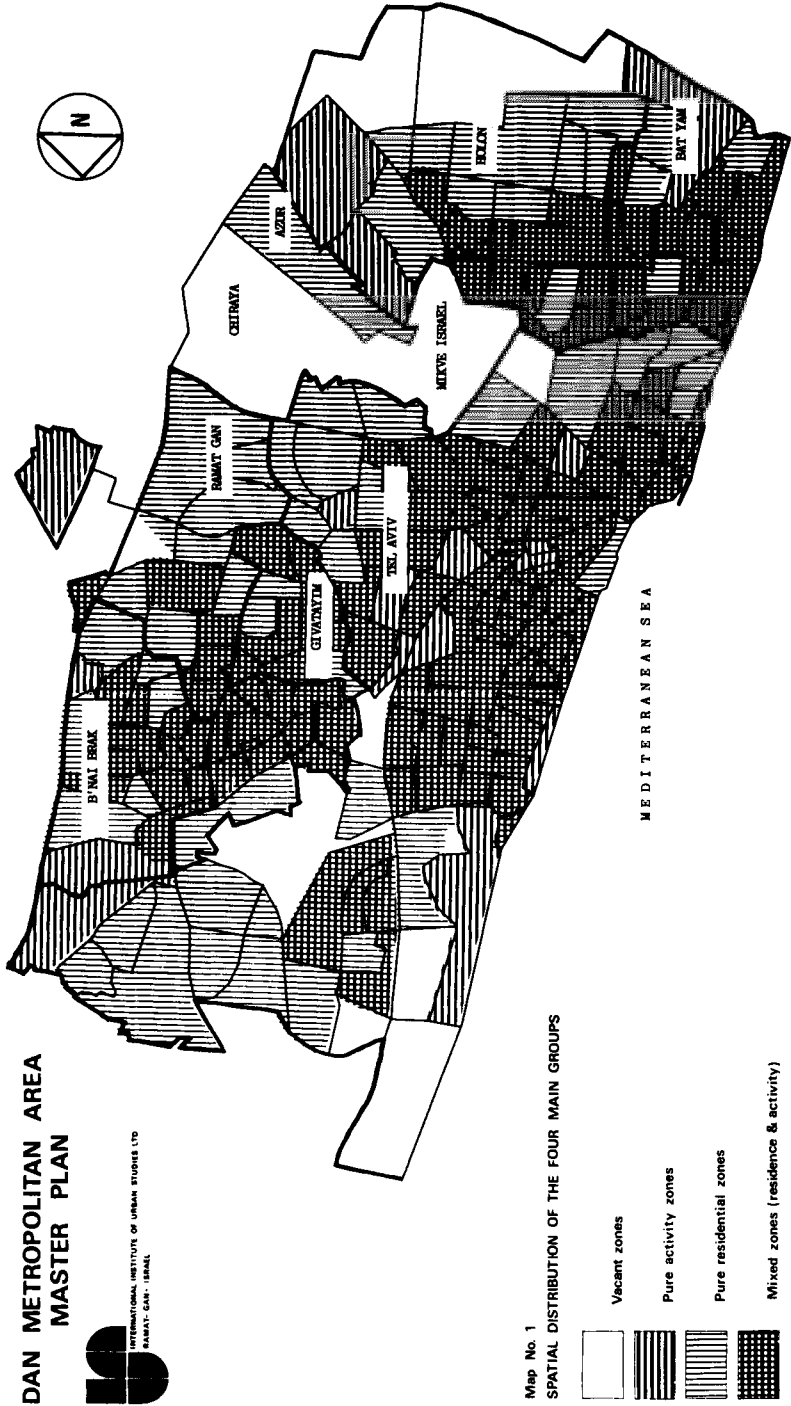 DAN METROPOLITAN AREA
MASTER PLAN
INTERNATIONAL INSTITUTE OF URBAN STUDIES LTD
RAMAT-GAN - ISRAEL
N
B'NAI BRAK
RAMAT GAN
GIVATAYIM
TEL AVIV
CHIRAYA
AZUR
MIKVE ISRAEL
HOLON
BAT YAM
MEDITERRANEAN SEA
Map No. 1
SPATIAL DISTRIBUTION OF THE FOUR MAIN GROUPS
Vacant zones
Pure activity zones
Pure residential zones
Mixed zones (residence & activity)